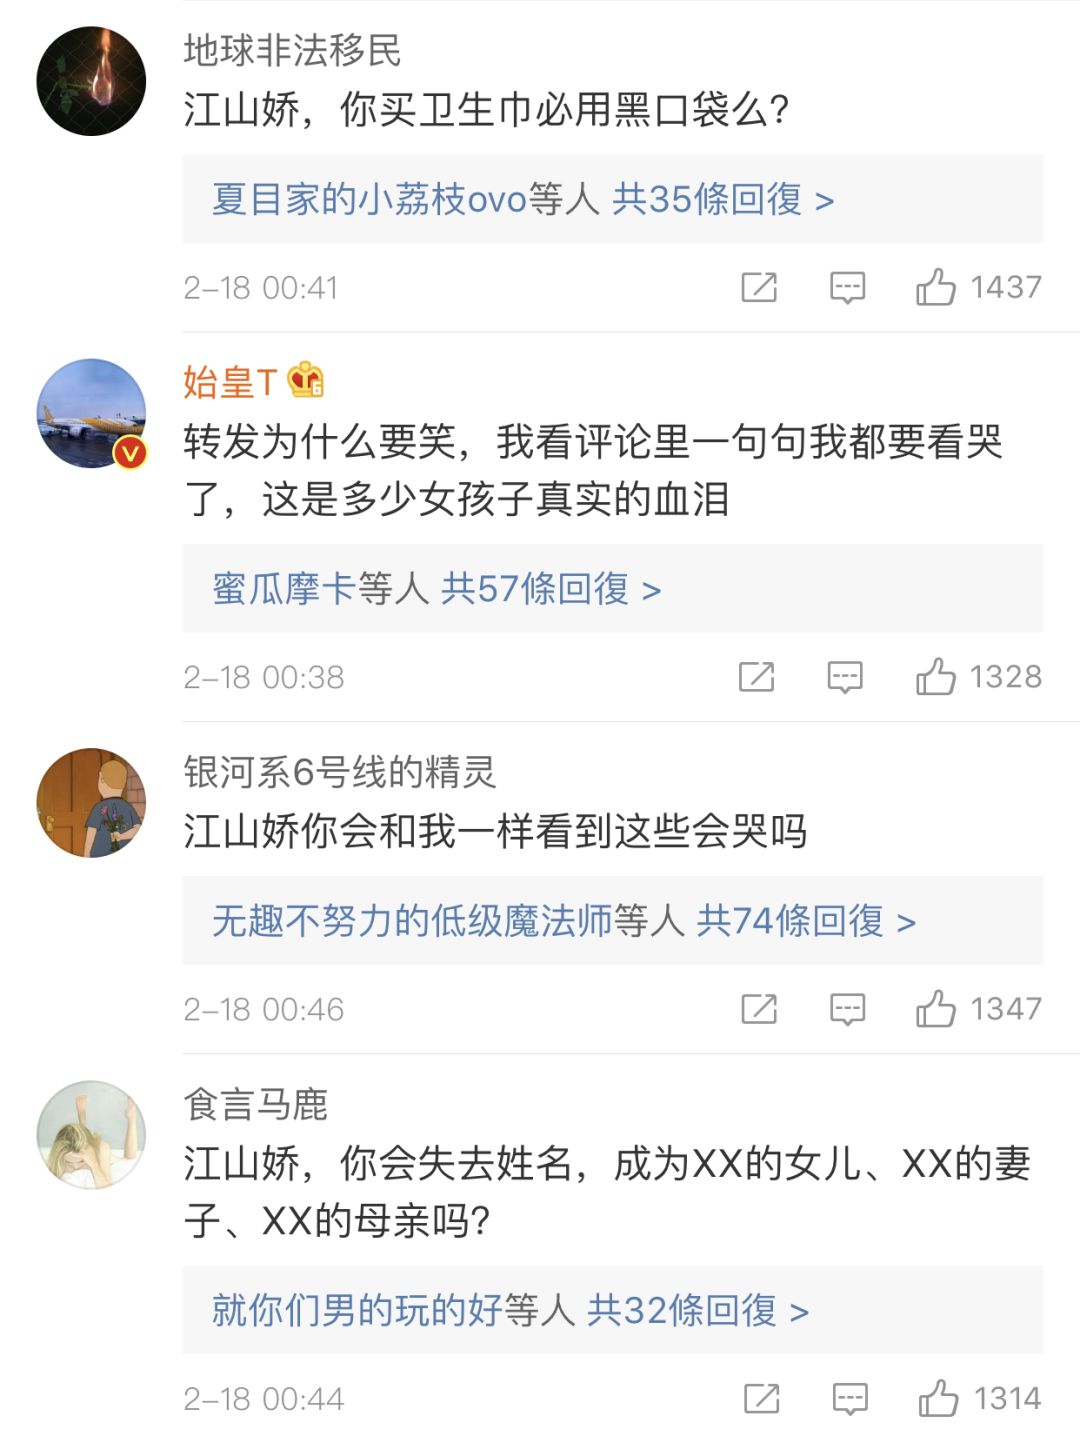 地球非法移民
江山娇，你买卫生巾必用黑口袋么？
夏目家的小荔枝ovo等人 共35條回復 >
2-18 00:41 1437
始皇T
转发为什么要笑，我看评论里一句句我都要看哭
了，这是多少女孩子真实的血泪
蜜瓜摩卡等人 共57條回復 >
2-18 00:38 1328
银河系6号线的精灵
江山娇你会和我一样看到这些会哭吗
无趣不努力的低级魔法师等人 共74條回復 >
2-18 00:46 1347
食言马鹿
江山娇，你会失去姓名，成为XX的女儿、XX的妻
子、XX的母亲吗？
就你们男的玩的好等人 共32條回復 >
2-18 00:44 1314